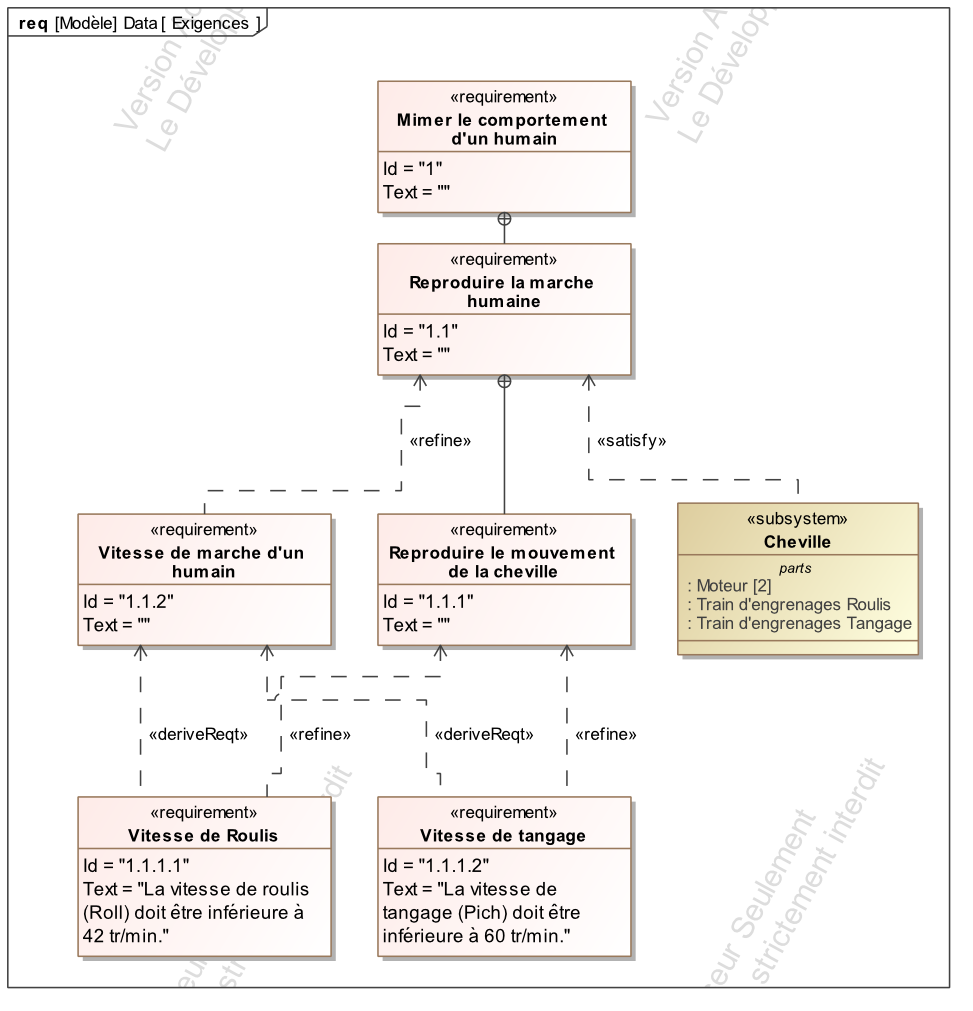 req [Modèle] Data [ Exigences ]
Version A
Le Dévelop
Version A
Le Développ
«requirement»
Mimer le comportement
d'un humain
Id = "1"
Text = ""
«requirement»
Reproduire la marche
humaine
Id = "1.1"
Text = ""
«refine»
«satisfy»
«requirement»
Vitesse de marche d'un
humain
Id = "1.1.2"
Text = ""
«requirement»
Reproduire le mouvement
de la cheville
Id = "1.1.1"
Text = ""
«subsystem»
Cheville
parts
: Moteur [2]
: Train d'engrenages Roulis
: Train d'engrenages Tangage
«deriveReqt»
«refine»
«deriveReqt»
«refine»
«requirement»
Vitesse de Roulis
Id = "1.1.1.1"
Text = "La vitesse de roulis
(Roll) doit être inférieure à
42 tr/min."
«requirement»
Vitesse de tangage
Id = "1.1.1.2"
Text = "La vitesse de
tangage (Pich) doit être
inférieure à 60 tr/min."
eur Seulement
strictement interdit